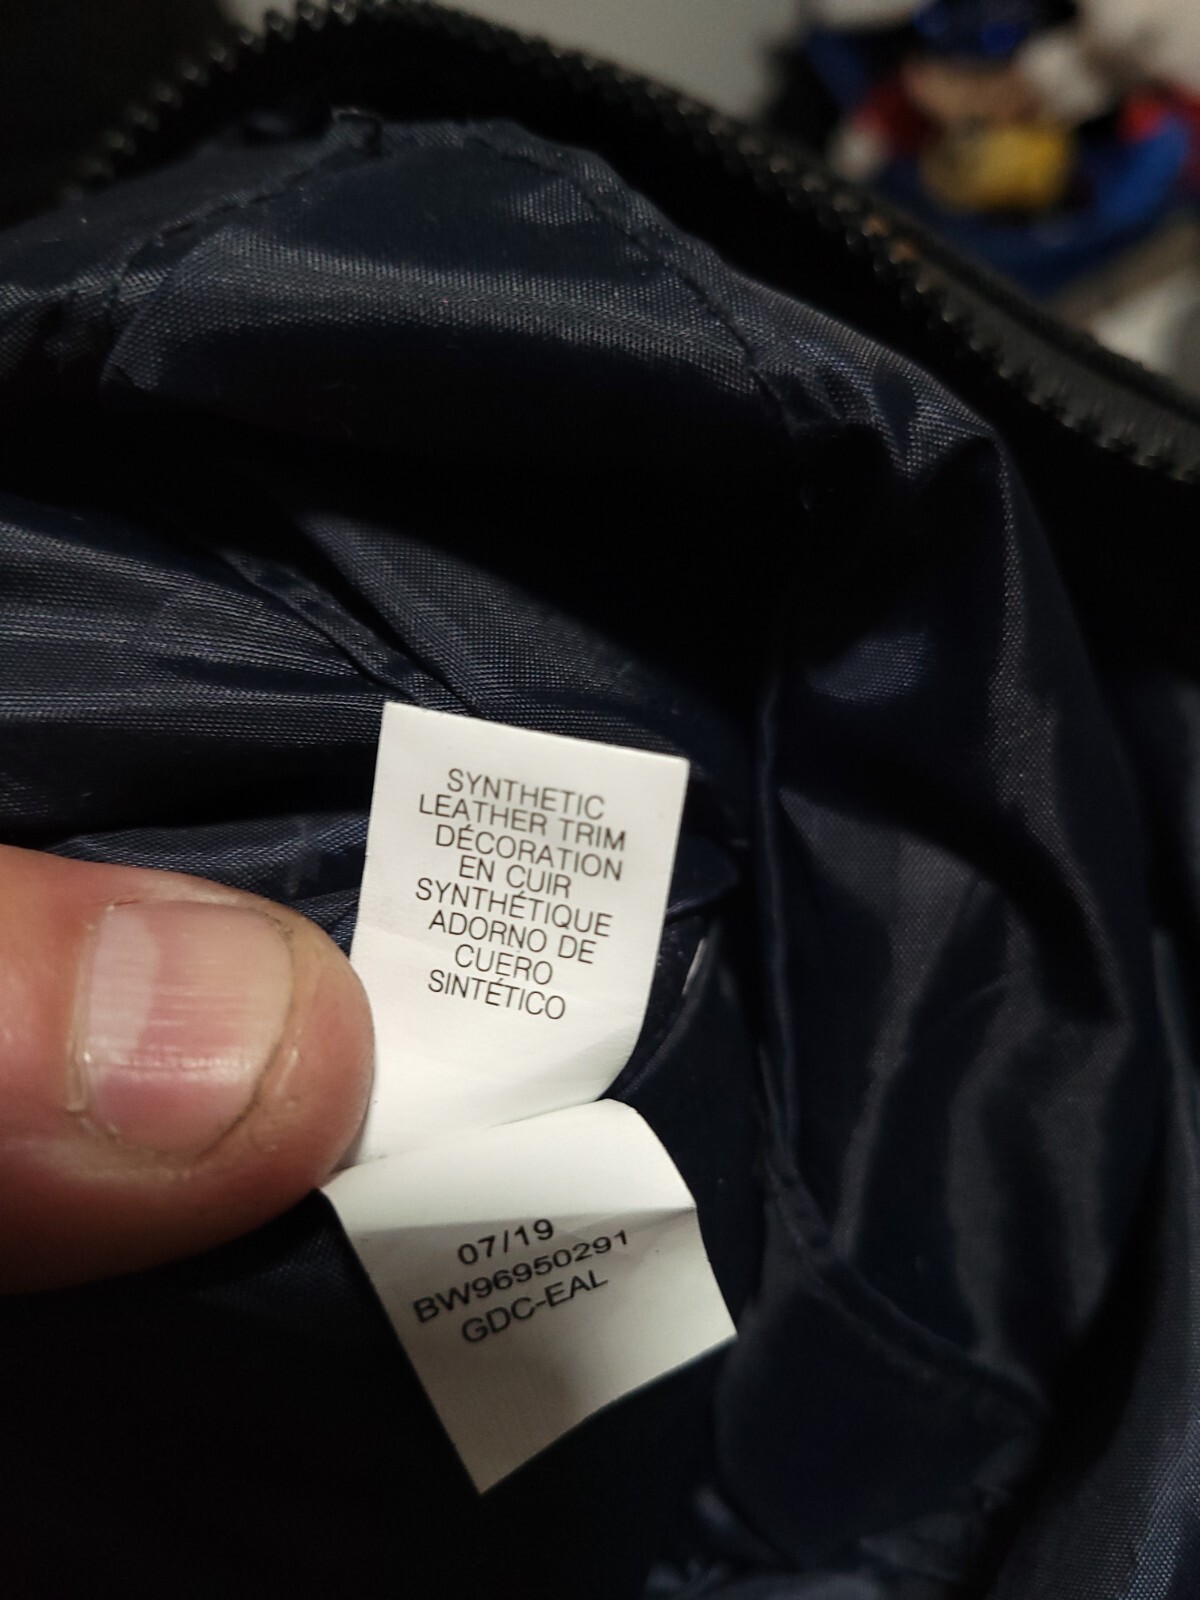 SYNTHETIC
LEATHER TRIM
DÉCORATION
EN CUIR
SYNTHÉTIQUE
ADORNO DE
CUERO
SINTÉTICO
07/19
BW96950291
GDC-EAL